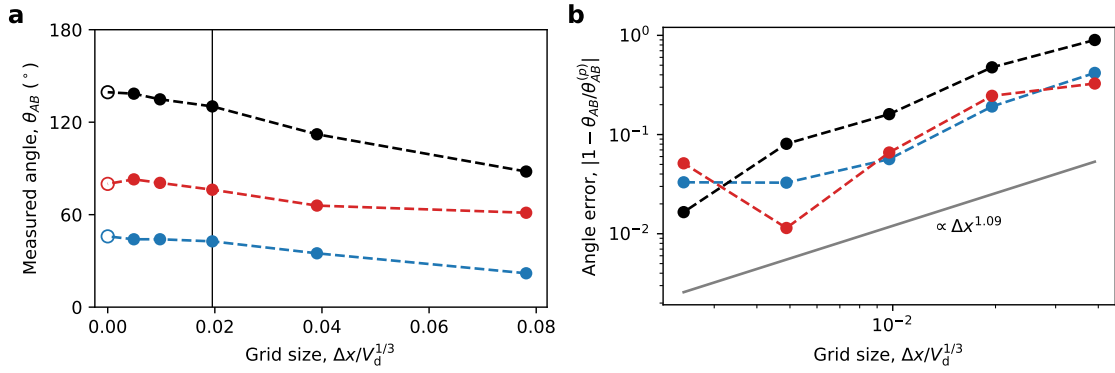 a
180
120
60
0
Measured angle, θ_AB (°)
0.00 0.02 0.04 0.06 0.08
Grid size, Δx/V_d^{1/3}
b
10^0
10^{-1}
10^{-2}
Angle error, |1 − θ_AB/θ_AB^{(p)}|
∝ Δx^{1.09}
10^{-2}
Grid size, Δx/V_d^{1/3}